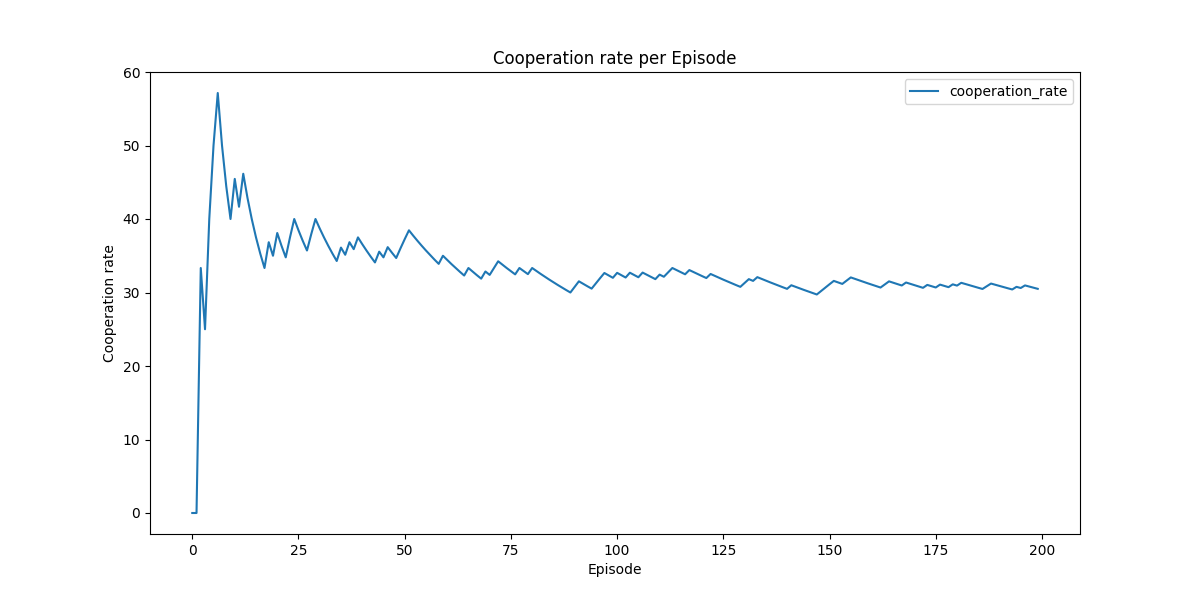 Cooperation rate per Episode
cooperation_rate
Cooperation rate
60
50
40
30
20
10
0
0 25 50 75 100 125 150 175 200
Episode